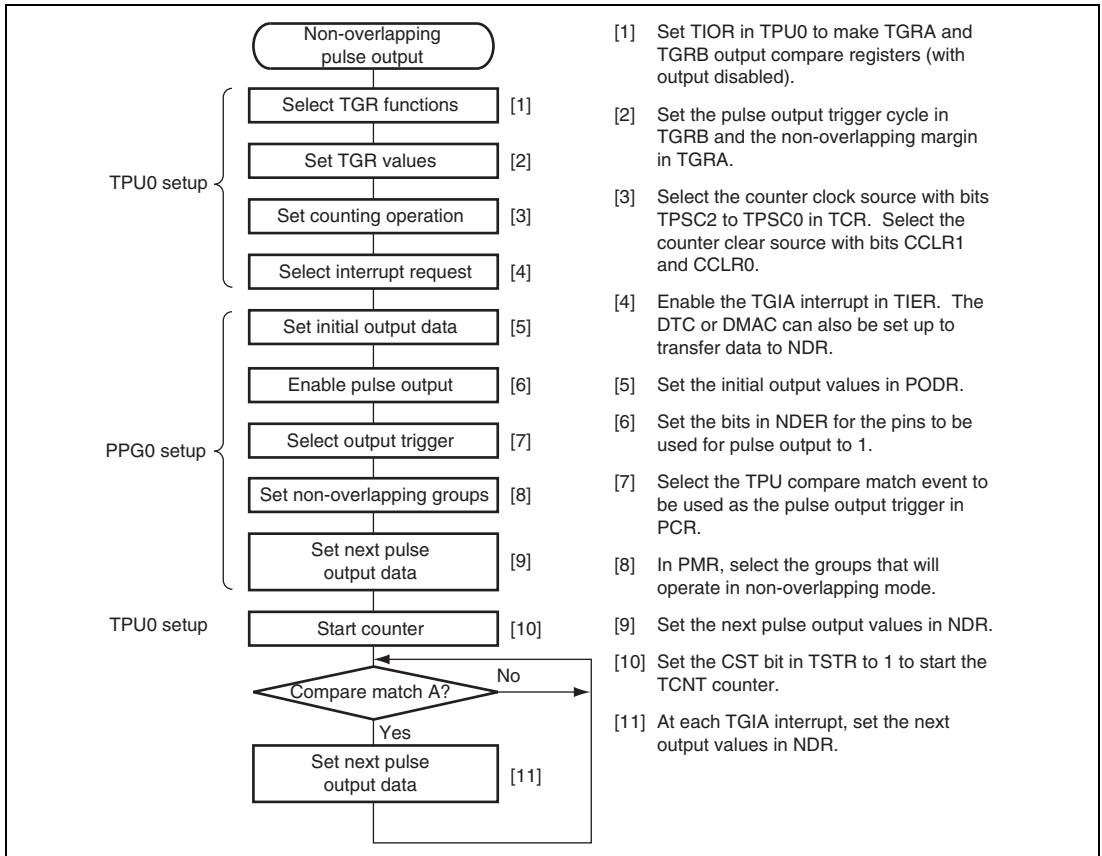 Non-overlapping
pulse output
Select TGR functions [1]
Set TGR values [2]
TPU0 setup
Set counting operation [3]
Select interrupt request [4]
Set initial output data [5]
Enable pulse output [6]
Select output trigger [7]
PPG0 setup
Set non-overlapping groups [8]
Set next pulse
output data
[9]
TPU0 setup
Start counter [10]
Compare match A?
No
Yes
Set next pulse
output data
[11]
[1] Set TIOR in TPU0 to make TGRA and
TGRB output compare registers (with
output disabled).
[2] Set the pulse output trigger cycle in
TGRB and the non-overlapping margin
in TGRA.
[3] Select the counter clock source with bits
TPSC2 to TPSC0 in TCR. Select the
counter clear source with bits CCLR1
and CCLR0.
[4] Enable the TGIA interrupt in TIER. The
DTC or DMAC can also be set up to
transfer data to NDR.
[5] Set the initial output values in PODR.
[6] Set the bits in NDER for the pins to be
used for pulse output to 1.
[7] Select the TPU compare match event to
be used as the pulse output trigger in
PCR.
[8] In PMR, select the groups that will
operate in non-overlapping mode.
[9] Set the next pulse output values in NDR.
[10] Set the CST bit in TSTR to 1 to start the
TCNT counter.
[11] At each TGIA interrupt, set the next
output values in NDR.